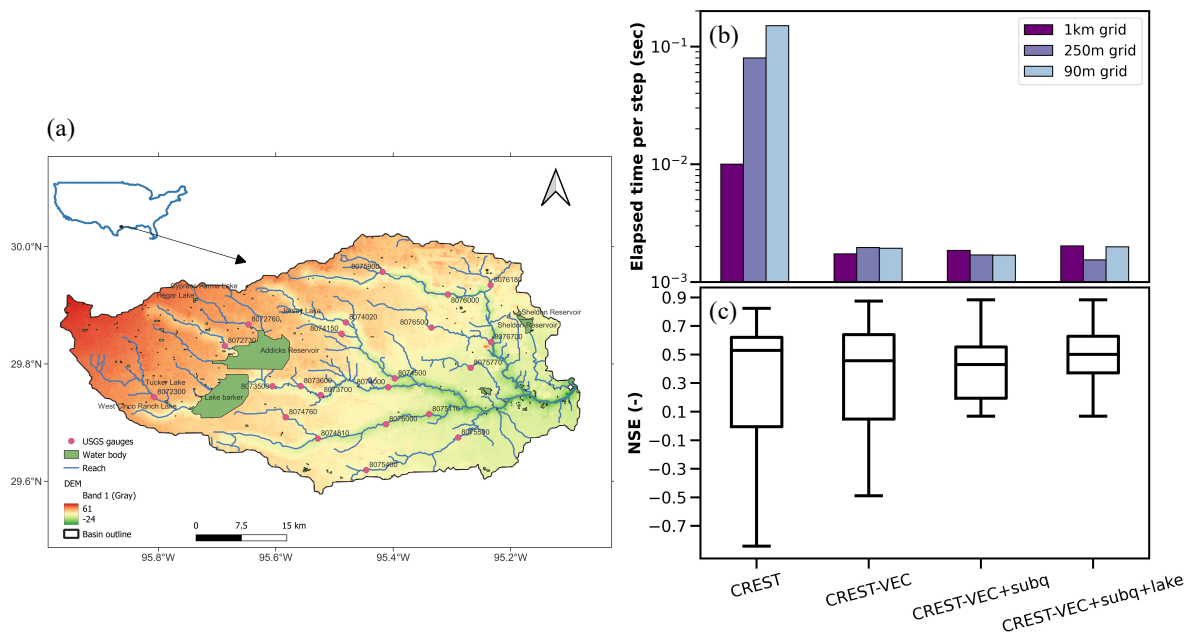 (a)
30.0°N
29.8°N
29.6°N
95.8°W
95.6°W
95.4°W
95.2°W
8075900
8076180
8076000
Hegar Lake
8072760
8074020
8074150
8076500
Sheldon Reservoir
Sheldon Reservoir
8076700
8072730
Addicks Reservoir
8075770
Tucker Lake
8072300
8073500
8073600
8073700
8074500
West Cinco Ranch Lake
Lake barker
8074760
8075000
8075110
8074810
8075400
USGS gauges
Water body
Reach
DEM
Band 1 (Gray)
61
-24
Basin outline
0
7.5
15 km
(b)
Elapsed time per step (sec)
10⁻¹
10⁻²
10⁻³
1km grid
250m grid
90m grid
(c)
NSE (-)
0.9
0.7
0.5
0.3
0.1
−0.1
−0.3
−0.5
−0.7
CREST
CREST-VEC
CREST-VEC+subq
CREST-VEC+subq+lake